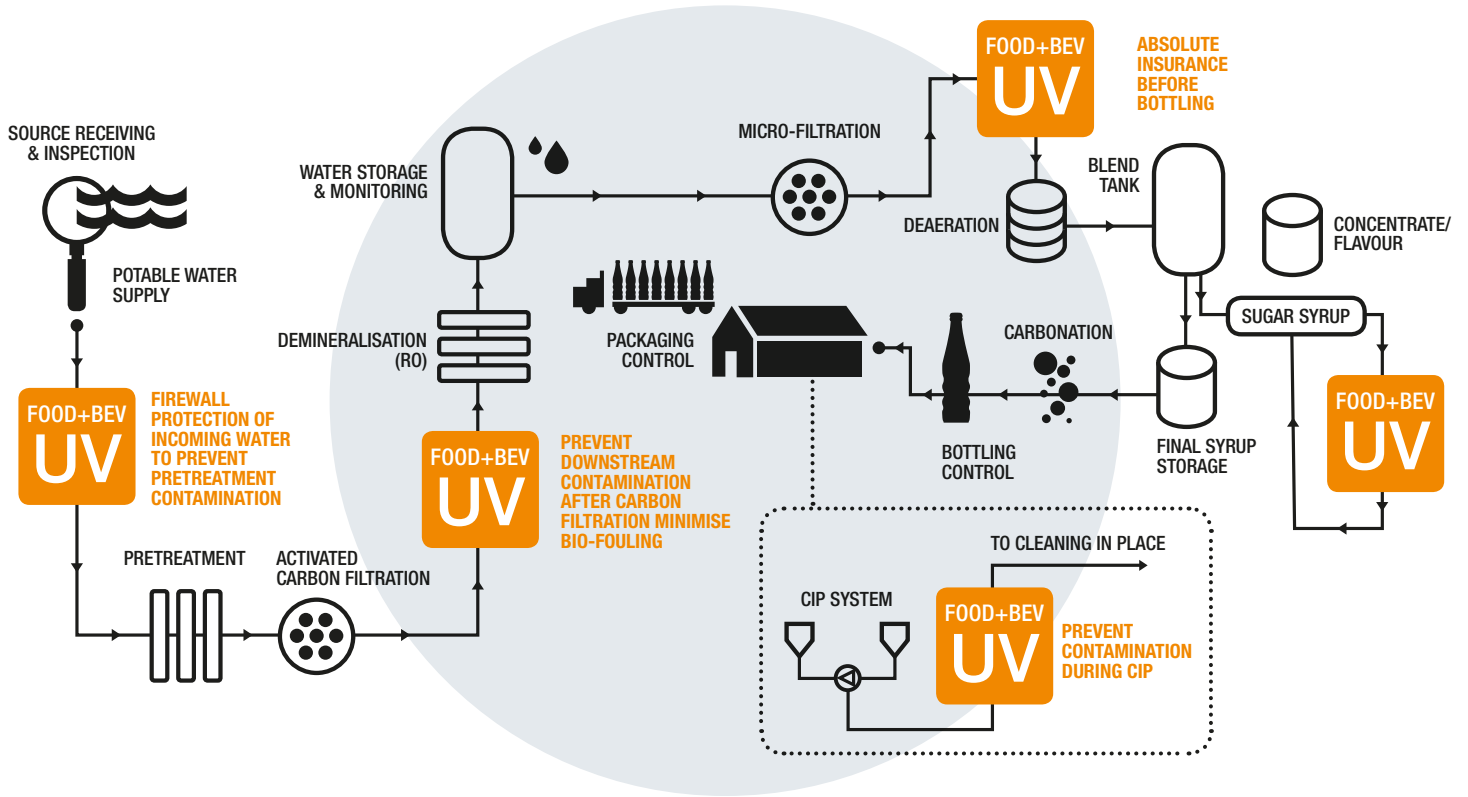 SOURCE RECEIVING
& INSPECTION
POTABLE WATER
SUPPLY
FOOD+BEV
UV
FIREWALL
PROTECTION OF
INCOMING WATER
TO PREVENT
PRETREATMENT
CONTAMINATION
PRETREATMENT
ACTIVATED
CARBON FILTRATION
FOOD+BEV
UV
PREVENT
DOWNSTREAM
CONTAMINATION
AFTER CARBON
FILTRATION MINIMISE
BIO-FOULING
DEMINERALISATION
(RO)
WATER STORAGE
& MONITORING
MICRO-FILTRATION
FOOD+BEV
UV
ABSOLUTE
INSURANCE
BEFORE
BOTTLING
DEAERATION
BLEND
TANK
CONCENTRATE/
FLAVOUR
SUGAR SYRUP
FOOD+BEV
UV
FINAL SYRUP
STORAGE
CARBONATION
BOTTLING
CONTROL
PACKAGING
CONTROL
TO CLEANING IN PLACE
CIP SYSTEM
FOOD+BEV
UV
PREVENT
CONTAMINATION
DURING CIP